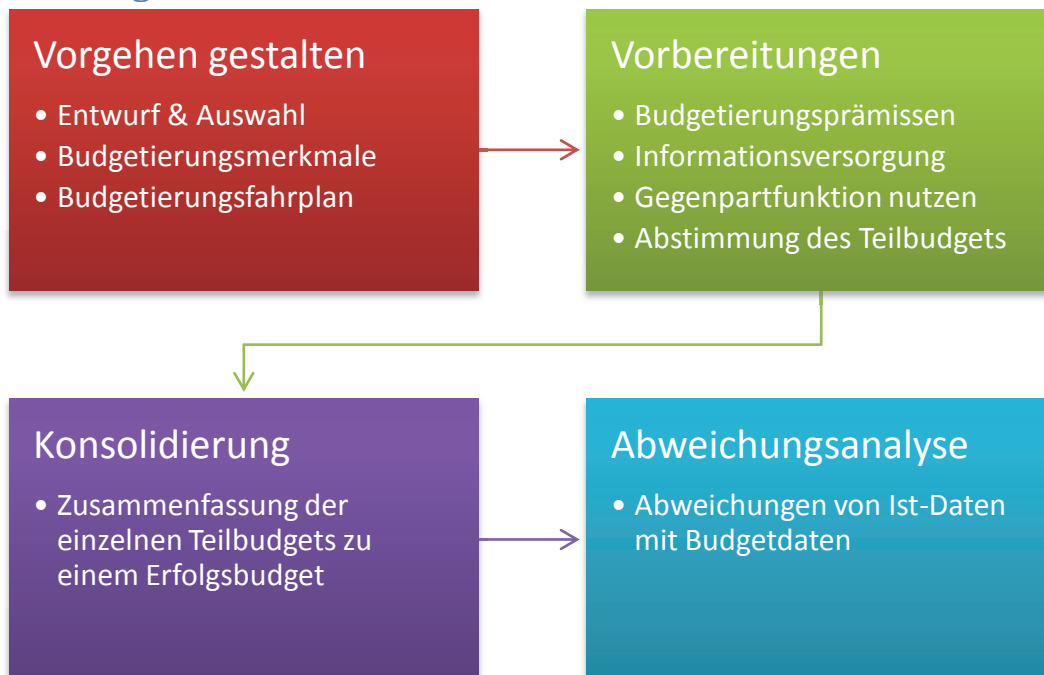 Vorgehen gestalten
• Entwurf & Auswahl
• Budgetierungsmerkmale
• Budgetierungsfahrplan
Vorbereitungen
• Budgetierungsprämissen
• Informationsversorgung
• Gegenpartfunktion nutzen
• Abstimmung des Teilbudgets
Konsolidierung
• Zusammenfassung der
einzelnen Teilbudgets zu
einem Erfolgsbudget
Abweichungsanalyse
• Abweichungen von Ist-Daten
mit Budgetdaten